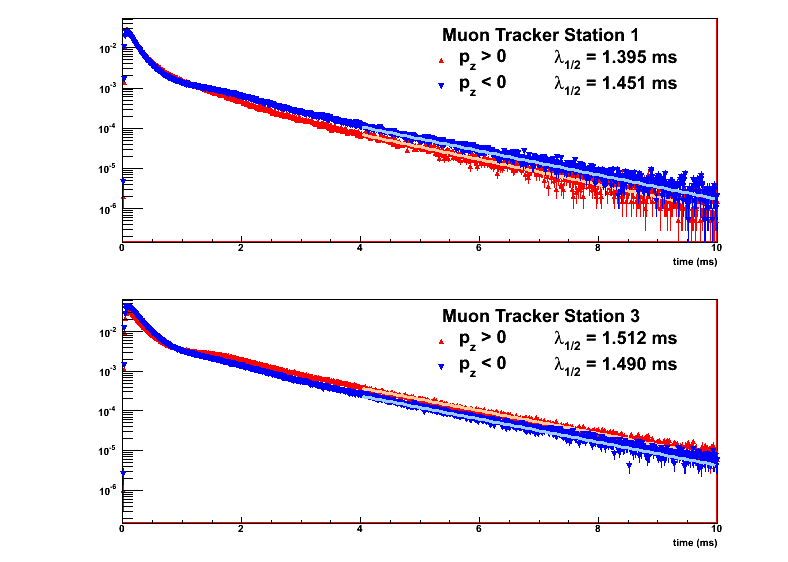 Muon Tracker Station 1
p_z > 0 λ_1/2 = 1.395 ms
p_z < 0 λ_1/2 = 1.451 ms
10^-2
10^-3
10^-4
10^-5
10^-6
0 2 4 6 8 10
time (ms)
Muon Tracker Station 3
p_z > 0 λ_1/2 = 1.512 ms
p_z < 0 λ_1/2 = 1.490 ms
10^-2
10^-3
10^-4
10^-5
10^-6
0 2 4 6 8 10
time (ms)